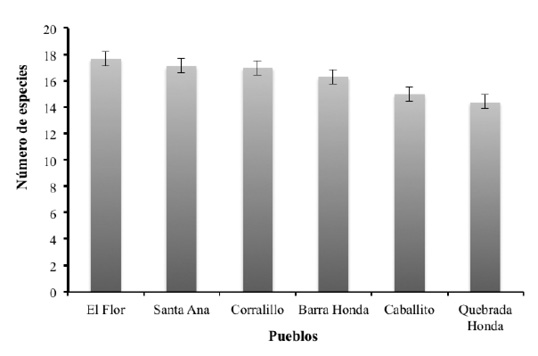 20
18
16
14
12
10
8
6
4
2
0
Número de especies
El Flor
Santa Ana
Corralillo
Barra Honda
Caballito
Quebrada
Honda
Pueblos